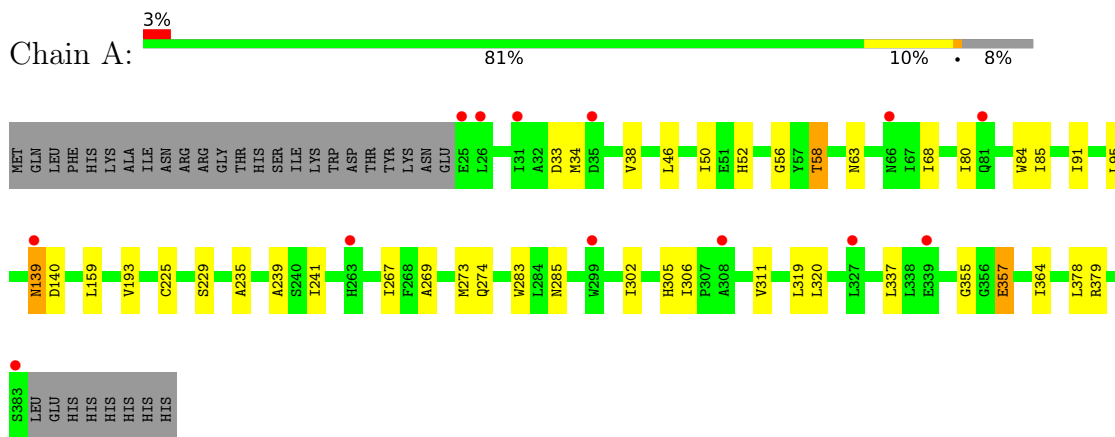 3%
Chain A:
81% 10% • 8%
MET GLN LEU PHE HIS LYS ALA ILE ASN ARG ARG GLY THR HIS SER ILE LYS TRP ASP THR TYR LYS ASN GLU E25 L26 I31 A32 D33 M34 D35 V38 L46 I50 E51 H52 G56 Y57 T58 N63 N66 I67 I68 I80 Q81 W84 I85 I91 L95
N139 D140 L159 V193 C225 S229 A235 A239 S240 I241 H263 I267 F268 A269 M273 Q274 W283 L284 N285 W299 I302 H305 I306 P307 A308 V311 L319 L320 L327 L337 L338 E339 G355 G356 E357 I364 L378 R379
S383 LEU GLU HIS HIS HIS HIS HIS HIS